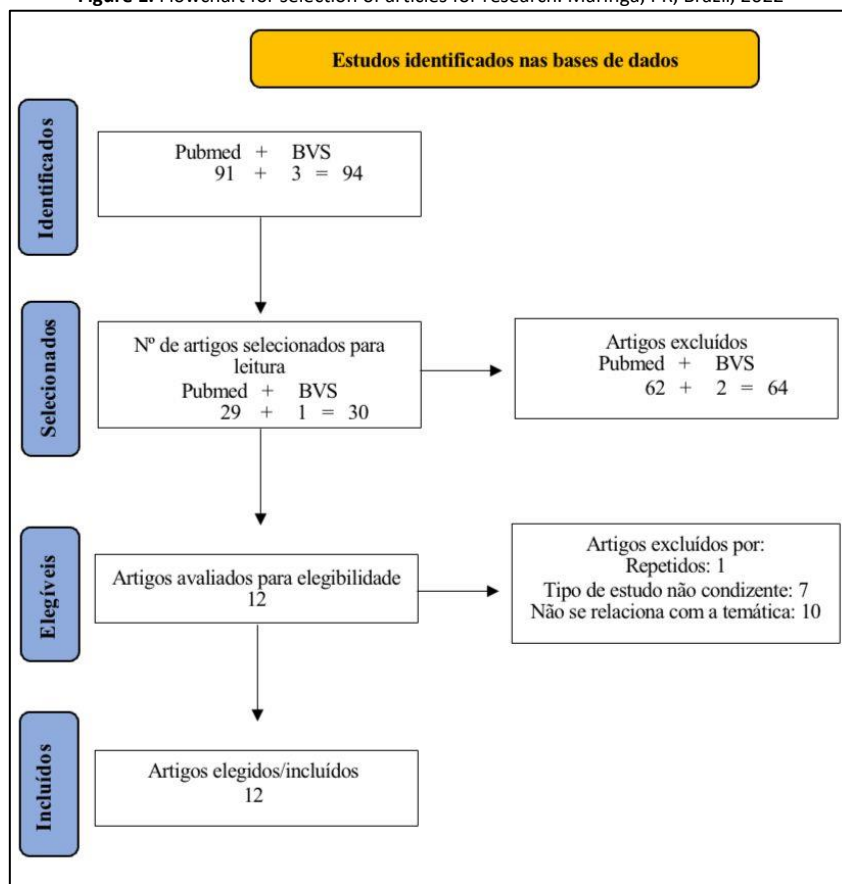 Figure 1. Flowchart for selection of articles for research. Maringá, PR, Brazil, 2022
Estudos identificados nas bases de dados
Identificados
Pubmed + BVS
91 + 3 = 94
Selecionados
Nº de artigos selecionados para
leitura
Pubmed + BVS
29 + 1 = 30
Artigos excluídos
Pubmed + BVS
62 + 2 = 64
Elegíveis
Artigos avaliados para elegibilidade
12
Artigos excluídos por:
Repetidos: 1
Tipo de estudo não condizente: 7
Não se relaciona com a temática: 10
Incluídos
Artigos elegidos/incluídos
12